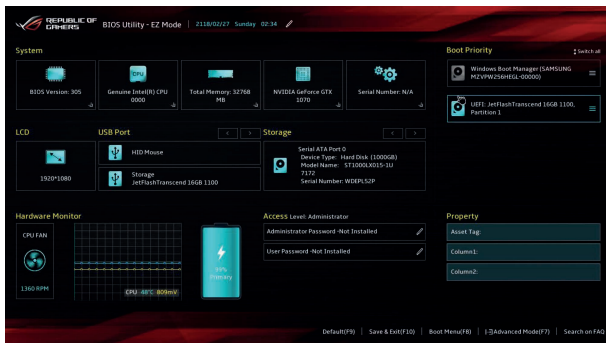 REPUBLIC OF
GAMERS
BIOS Utility - EZ Mode
2118/02/27 Sunday 02:34
System
BIOS Version: 305
CPU
Genuine Intel(R) CPU
0000
Total Memory: 32768
MB
NVIDIA GeForce GTX
1070
Serial Number: N/A
Boot Priority
Switch all
Windows Boot Manager (SAMSUNG
MZVPW256HEGL-00000)
UEFI: JetFlashTranscend 16GB 1100,
Partition 1
LCD
1920*1080
USB Port
HID Mouse
Storage
JetFlashTranscend 16GB 1100
Storage
Serial ATA Port 0
Device Type: Hard Disk (1000GB)
Model Name: ST1000LX015-1U
7172
Serial Number: WDEPL52P
Hardware Monitor
CPU FAN
1360 RPM
CPU 48°C 809mV
99%
Primary
Access Level: Administrator
Administrator Password -Not Installed
User Password -Not Installed
Property
Asset Tag:
Column1:
Column2:
Default(F9)
Save & Exit(F10)
Boot Menu(F8)
Advanced Mode(F7)
Search on FAQ